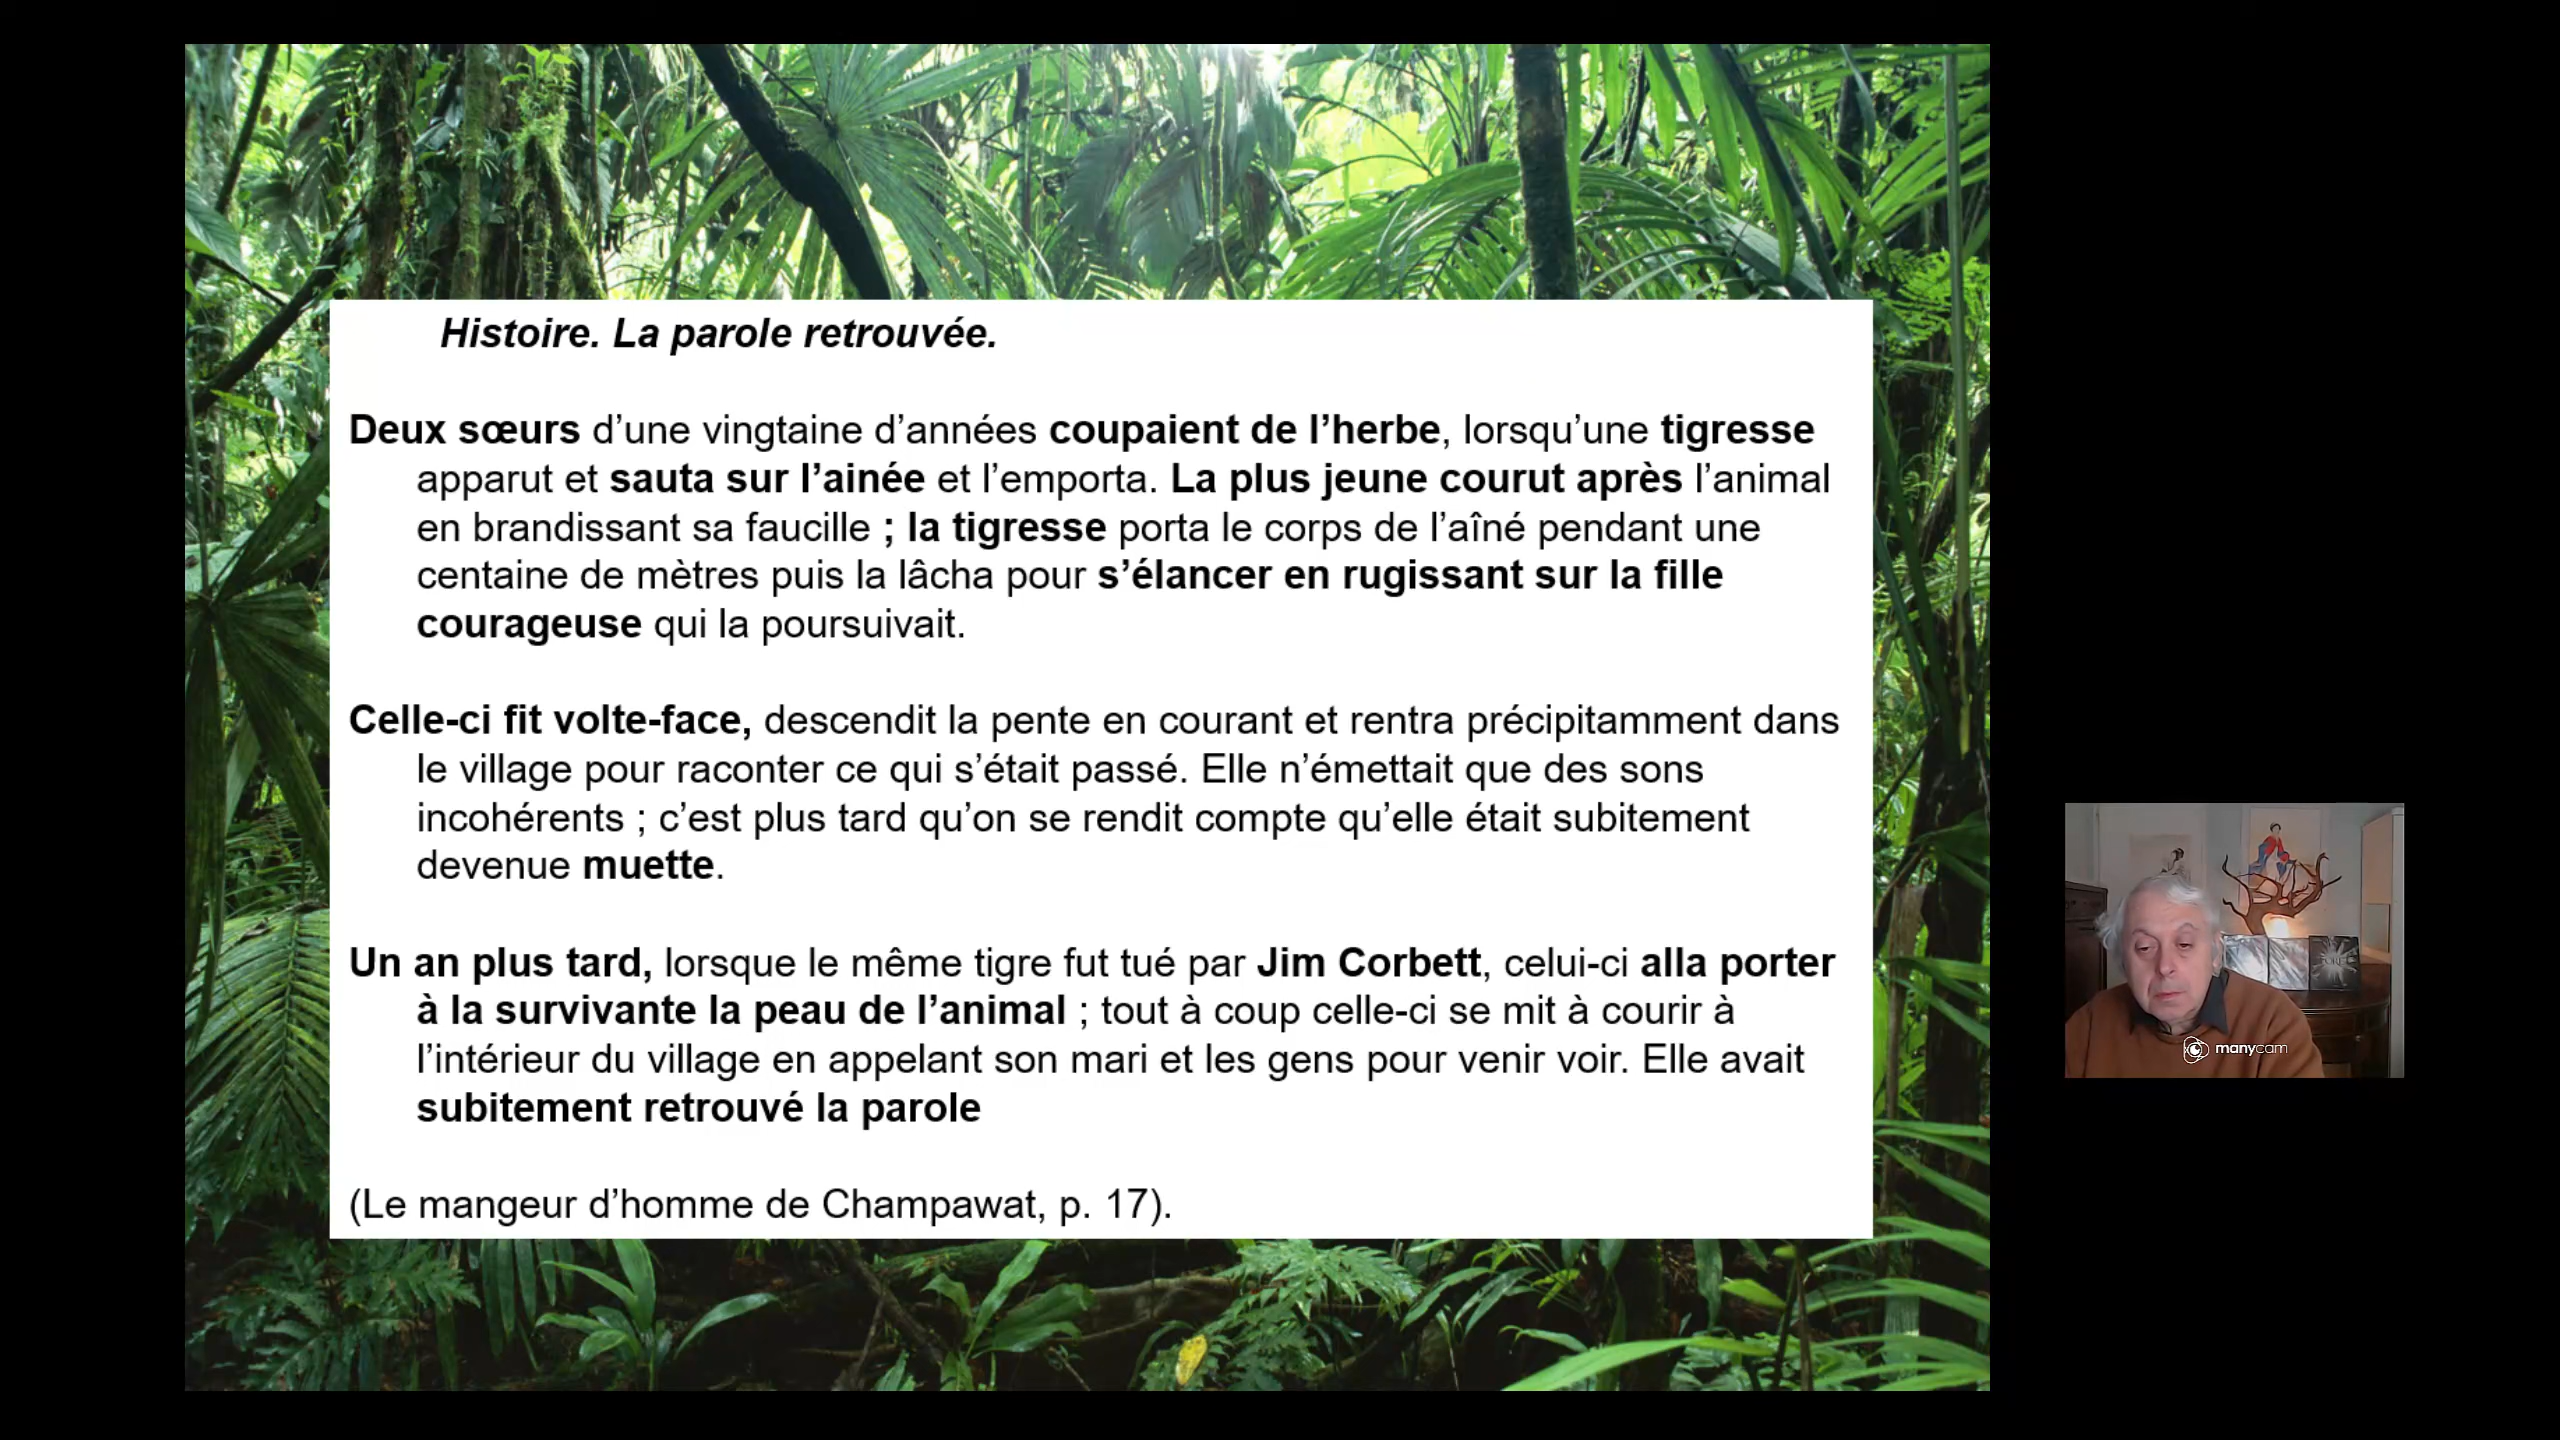 Histoire. La parole retrouvée.
Deux sœurs d’une vingtaine d’années coupaient de l’herbe, lorsqu’une tigresse
apparut et sauta sur l’ainée et l’emporta. La plus jeune courut après l’animal
en brandissant sa faucille ; la tigresse porta le corps de l’aîné pendant une
centaine de mètres puis la lâcha pour s’élancer en rugissant sur la fille
courageuse qui la poursuivait.
Celle-ci fit volte-face, descendit la pente en courant et rentra précipitamment dans
le village pour raconter ce qui s’était passé. Elle n’émettait que des sons
incohérents ; c’est plus tard qu’on se rendit compte qu’elle était subitement
devenue muette.
Un an plus tard, lorsque le même tigre fut tué par Jim Corbett, celui-ci alla porter
à la survivante la peau de l’animal ; tout à coup celle-ci se mit à courir à
l’intérieur du village en appelant son mari et les gens pour venir voir. Elle avait
subitement retrouvé la parole
(Le mangeur d’homme de Champawat, p. 17).
manycam